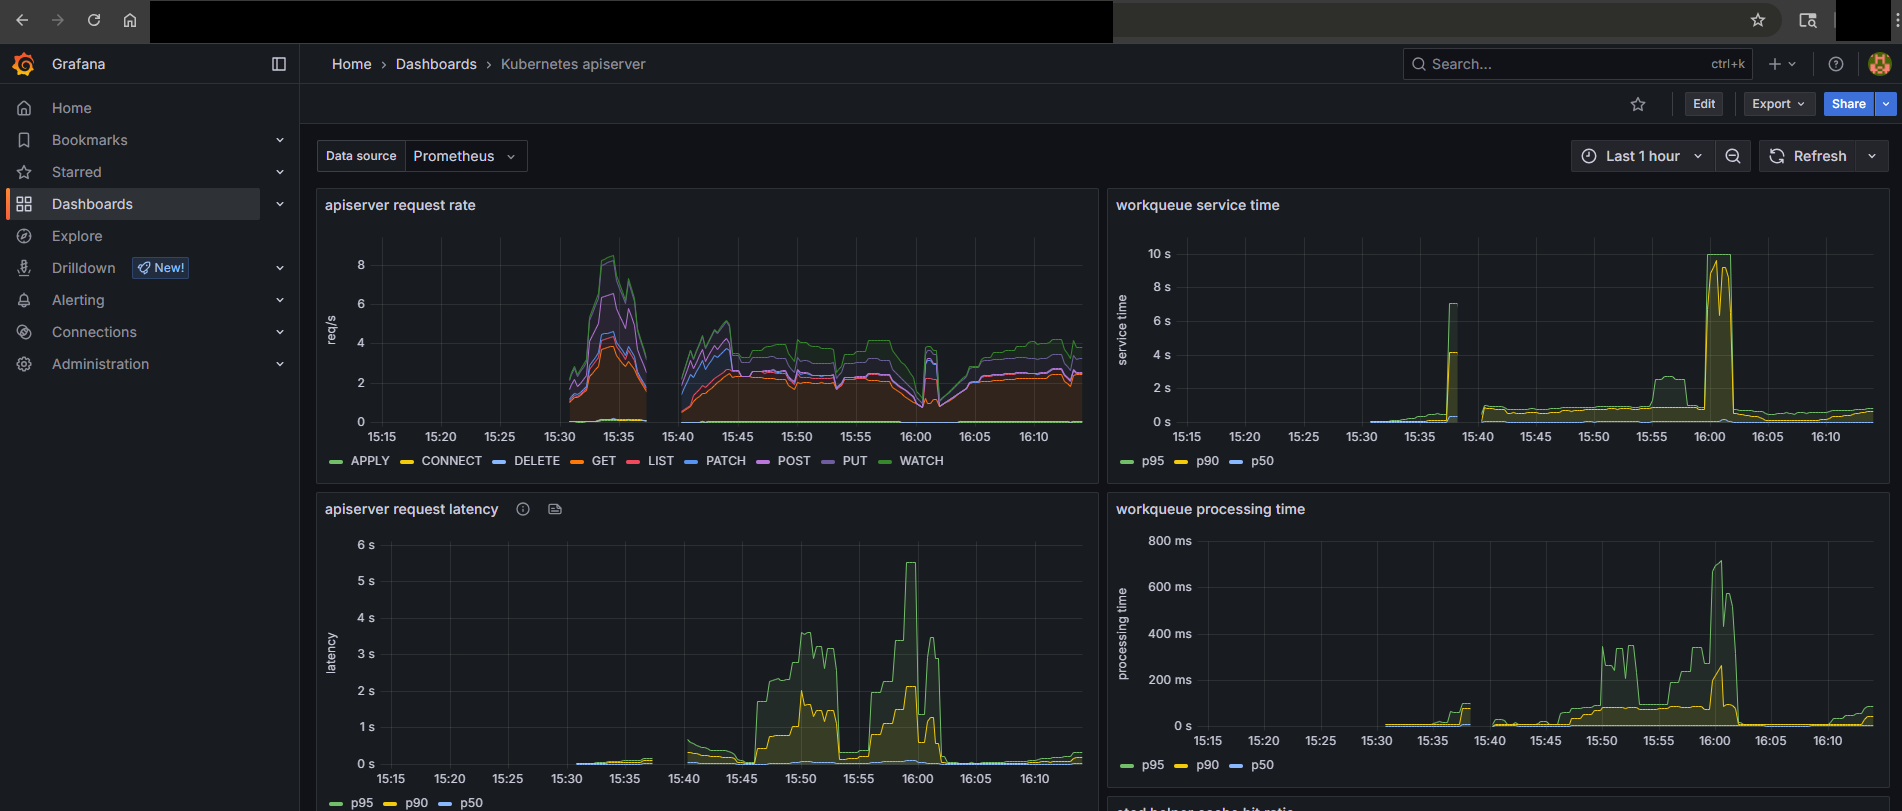 Grafana
Home › Dashboards › Kubernetes apiserver
Search...
ctrl+k
Home
Bookmarks
Starred
Dashboards
Explore
Drilldown
New!
Alerting
Connections
Administration
Edit
Export
Share
Data source
Prometheus
Last 1 hour
Refresh
apiserver request rate
req/s
8
6
4
2
0
15:15 15:20 15:25 15:30 15:35 15:40 15:45 15:50 15:55 16:00 16:05 16:10
APPLY CONNECT DELETE GET LIST PATCH POST PUT WATCH
workqueue service time
service time
10 s
8 s
6 s
4 s
2 s
0 s
15:15 15:20 15:25 15:30 15:35 15:40 15:45 15:50 15:55 16:00 16:05 16:10
p95 p90 p50
apiserver request latency
latency
6 s
5 s
4 s
3 s
2 s
1 s
0 s
15:15 15:20 15:25 15:30 15:35 15:40 15:45 15:50 15:55 16:00 16:05 16:10
p95 p90 p50
workqueue processing time
processing time
800 ms
600 ms
400 ms
200 ms
0 s
15:15 15:20 15:25 15:30 15:35 15:40 15:45 15:50 15:55 16:00 16:05 16:10
p95 p90 p50